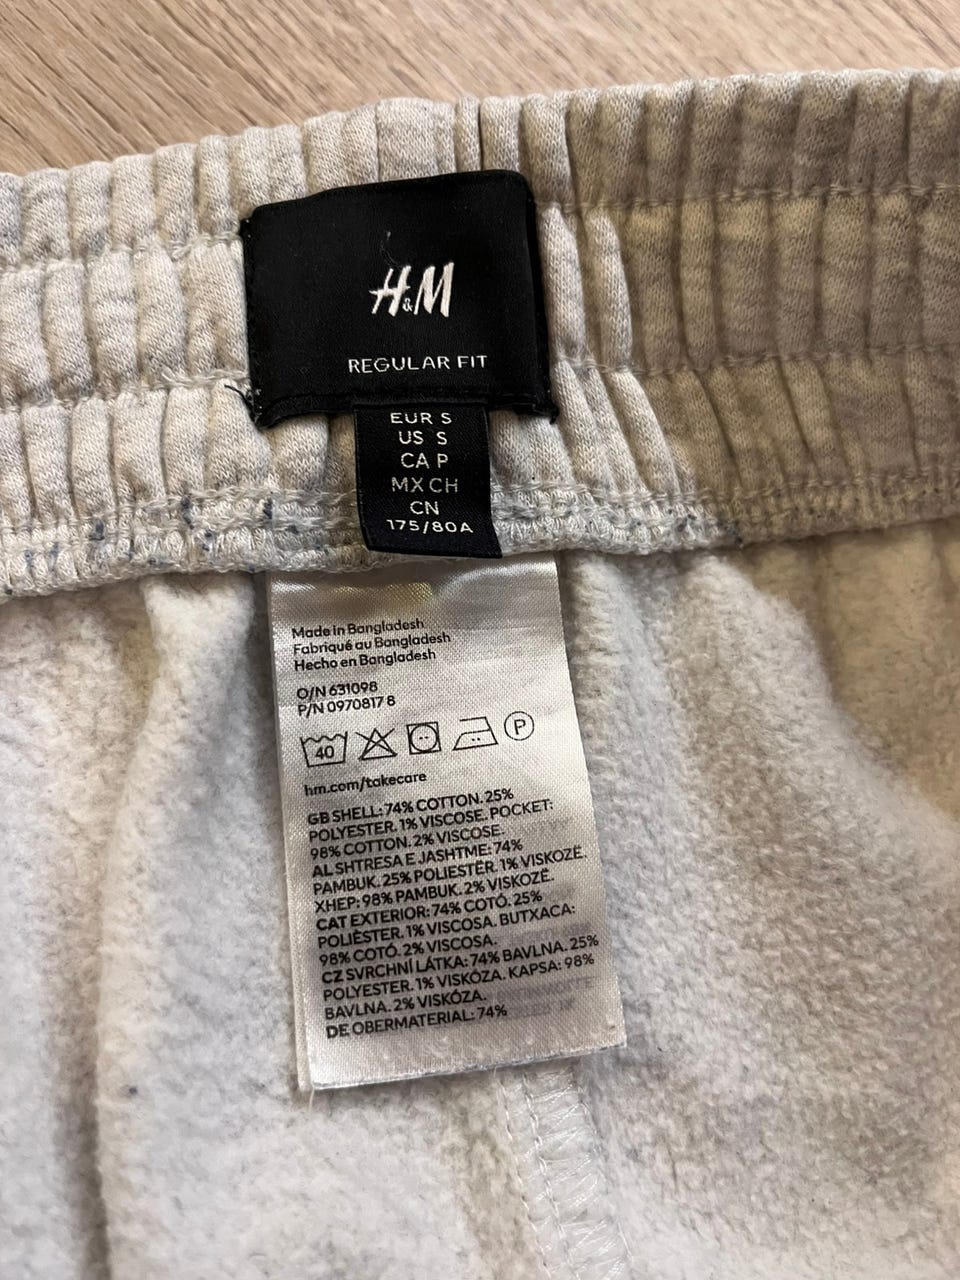 H&M
REGULAR FIT
EUR S
US S
CA P
MX CH
CN
175/80A
Made in Bangladesh
Fabriqué au Bangladesh
Hecho en Bangladesh
O/N 631098
P/N 0970817 8
40
P
hm.com/takecare
GB SHELL: 74% COTTON. 25%
POLYESTER. 1% VISCOSE. POCKET:
98% COTTON. 2% VISCOSE.
AL SHTRESA E JASHTME: 74%
PAMBUK. 25% POLIESTËR. 1% VISKOZË.
XHEP: 98% PAMBUK. 2% VISKOZË.
CAT EXTERIOR: 74% COTÓ. 25%
POLIÈSTER. 1% VISCOSA. BUTXACA:
98% COTÓ. 2% VISCOSA.
CZ SVRCHNÍ LÁTKA: 74% BAVLNA. 25%
POLYESTER. 1% VISKÓZA. KAPSA: 98%
BAVLNA. 2% VISKÓZA.
DE OBERMATERIAL: 74%